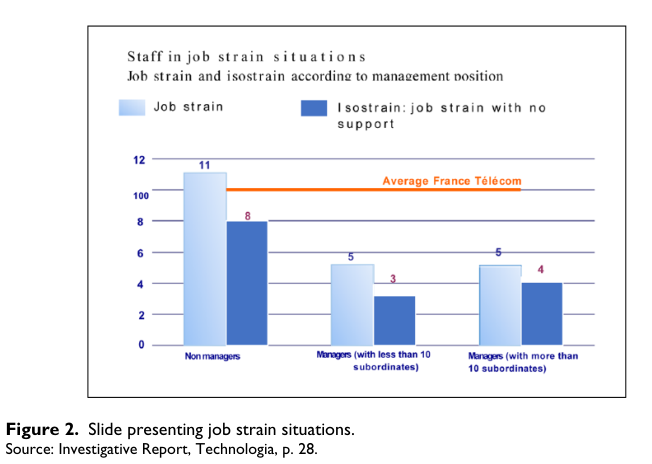 Staff in job strain situations
Job strain and isostrain according to management position
Job strain
Isostrain: job strain with no
support
12
11
Average France Télécom
100
8
8
6
5
5
4
3
4
2
0
Non managers
Managers (with less than 10
subordinates)
Managers (with more than
10 subordinates)
Figure 2. Slide presenting job strain situations.
Source: Investigative Report, Technologia, p. 28.